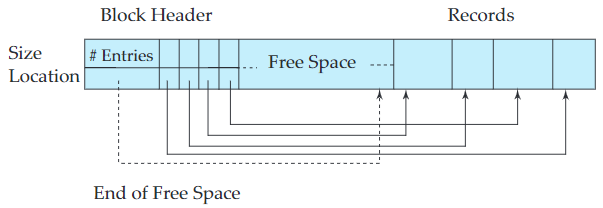 Block Header
Records
Size
Location
# Entries
Free Space
End of Free Space